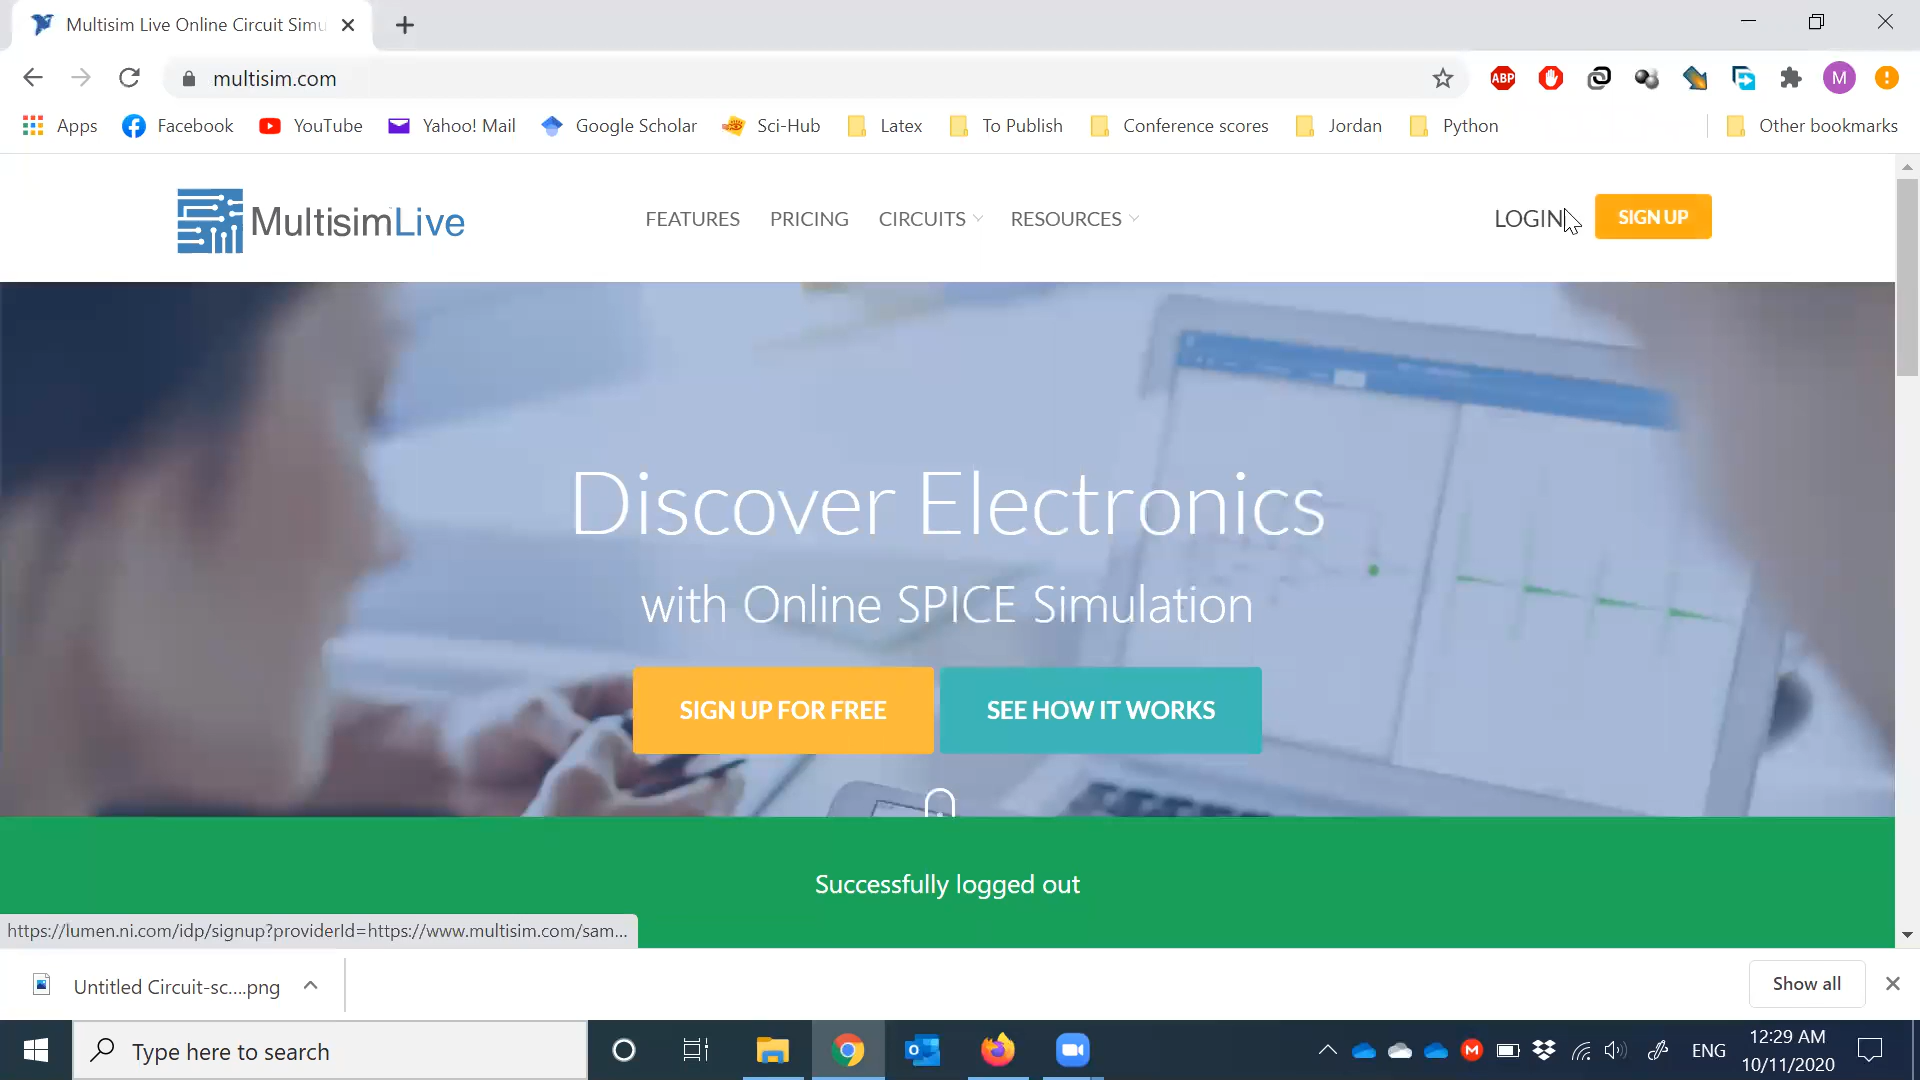 Multisim Live Online Circuit Simu
multisim.com
ABP
M
Apps
Facebook
YouTube
Yahoo! Mail
Google Scholar
Sci-Hub
Latex
To Publish
Conference scores
Jordan
Python
Other bookmarks
MultisimLive
FEATURES
PRICING
CIRCUITS
RESOURCES
LOGIN
SIGN UP
Discover Electronics
with Online SPICE Simulation
SIGN UP FOR FREE
SEE HOW IT WORKS
Successfully logged out
https://lumen.ni.com/idp/signup?providerId=https://www.multisim.com/sam...
Untitled Circuit-sc....png
Show all
Type here to search
ENG
12:29 AM
10/11/2020